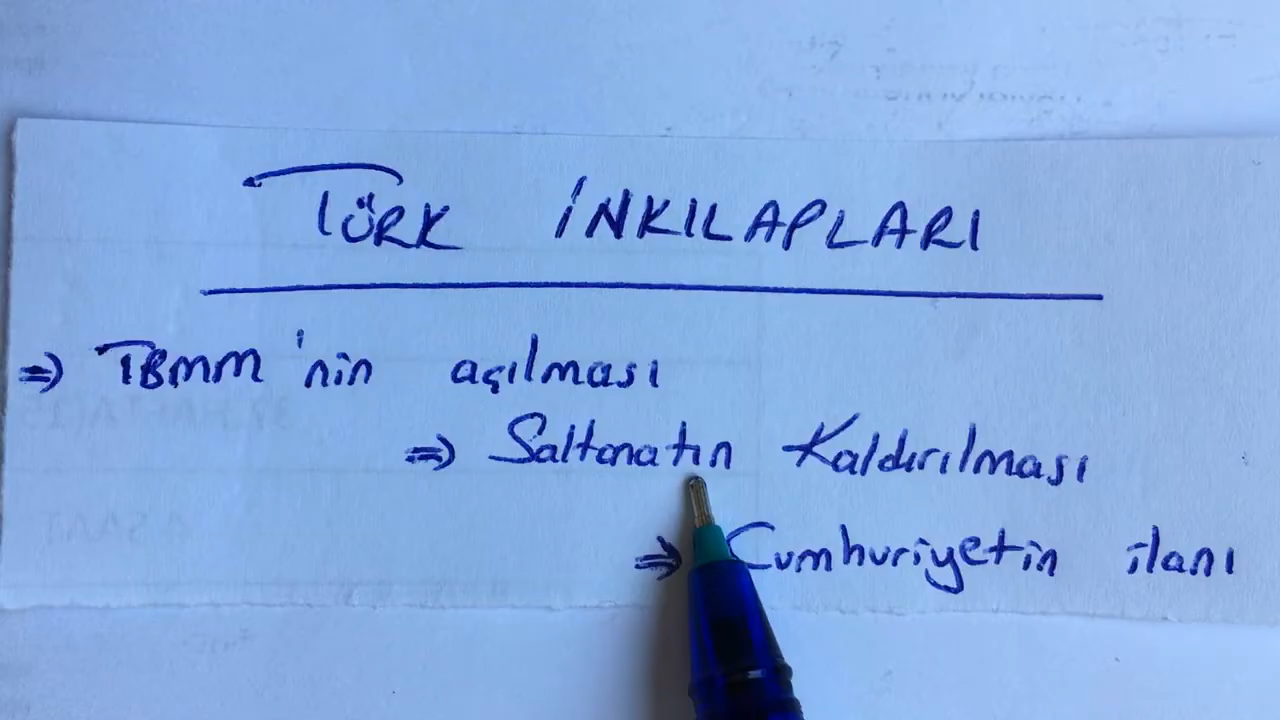 TÜRK İNKILAPLARI
⇒ TBMM'nin açılması
⇒ Saltanatın Kaldırılması
⇒ Cumhuriyetin ilanı